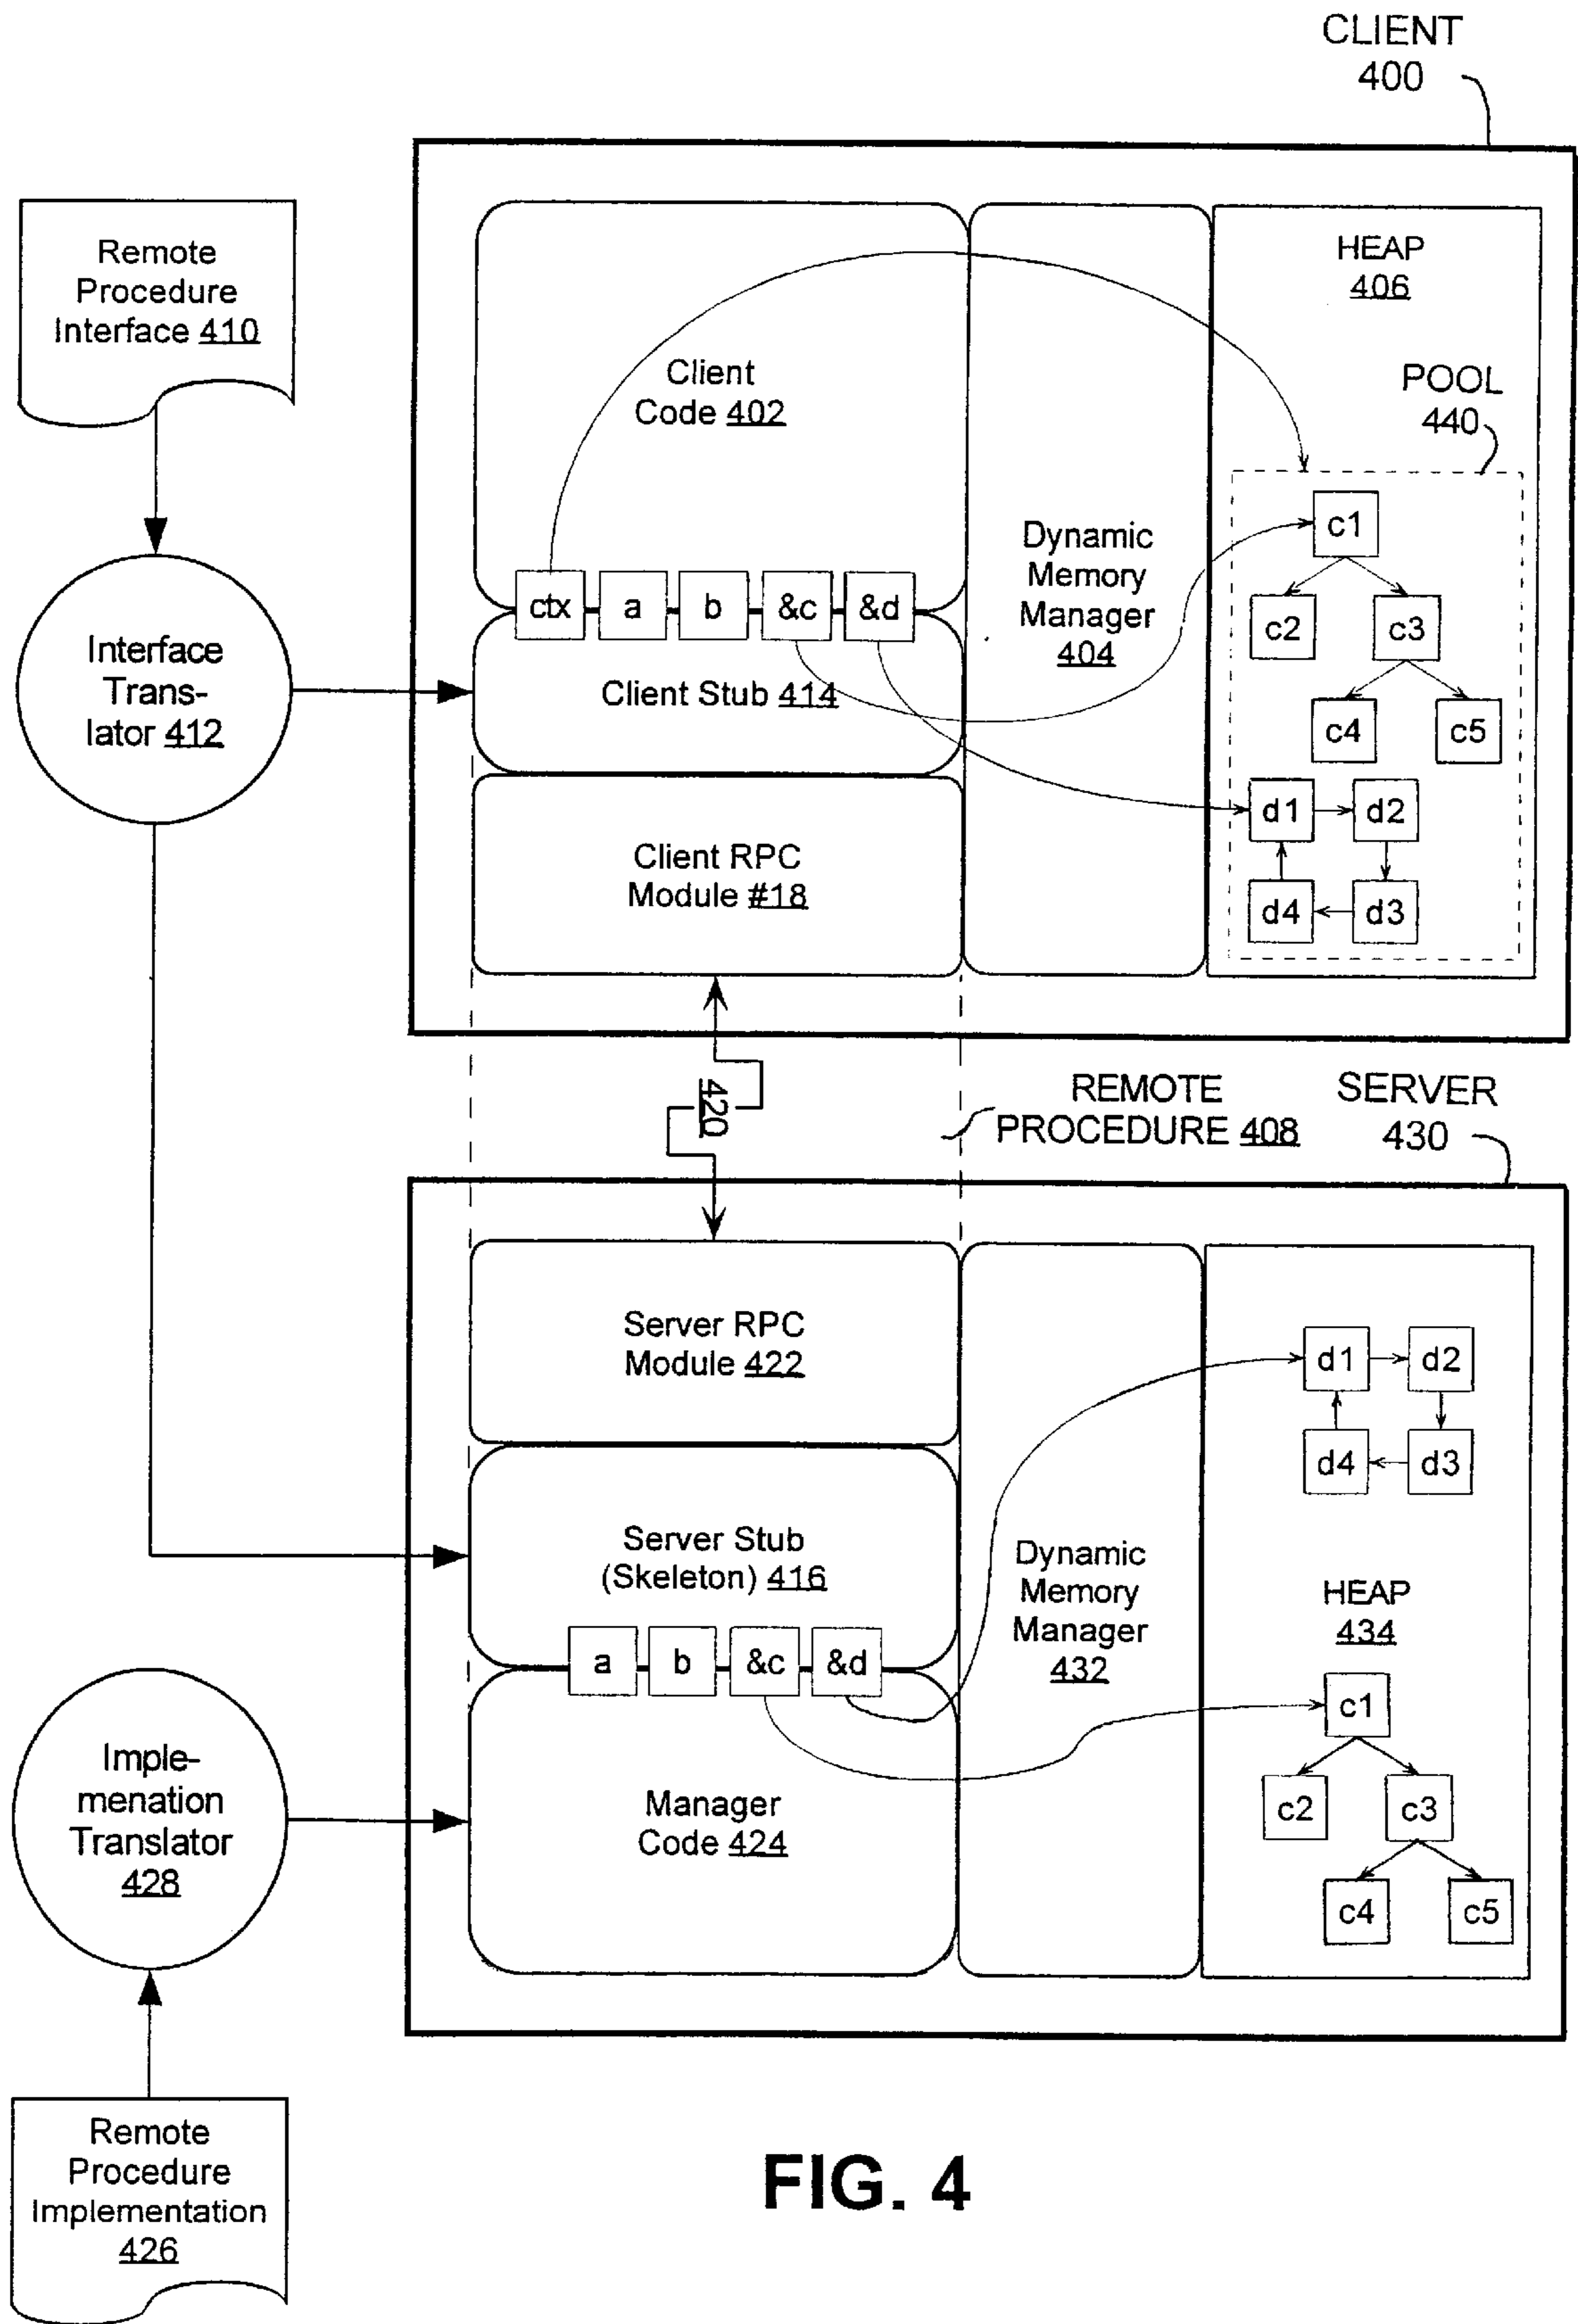 CLIENT
400
Remote
Procedure
Interface 410
HEAP
406
Client
Code 402
POOL
440
Dynamic
Memory
Manager
404
c1
c2
c3
c4
c5
d1
d2
d4
d3
ctx
a
b
&c
&d
Interface
Trans-
lator 412
Client Stub 414
Client RPC
Module #18
420
REMOTE
PROCEDURE 408
SERVER
430
Server RPC
Module 422
d1
d2
d4
d3
Server Stub
(Skeleton) 416
Dynamic
Memory
Manager
432
HEAP
434
a
b
&c
&d
c1
c2
c3
c4
c5
Imple-
menation
Translator
428
Manager
Code 424
Remote
Procedure
Implementation
426
FIG. 4